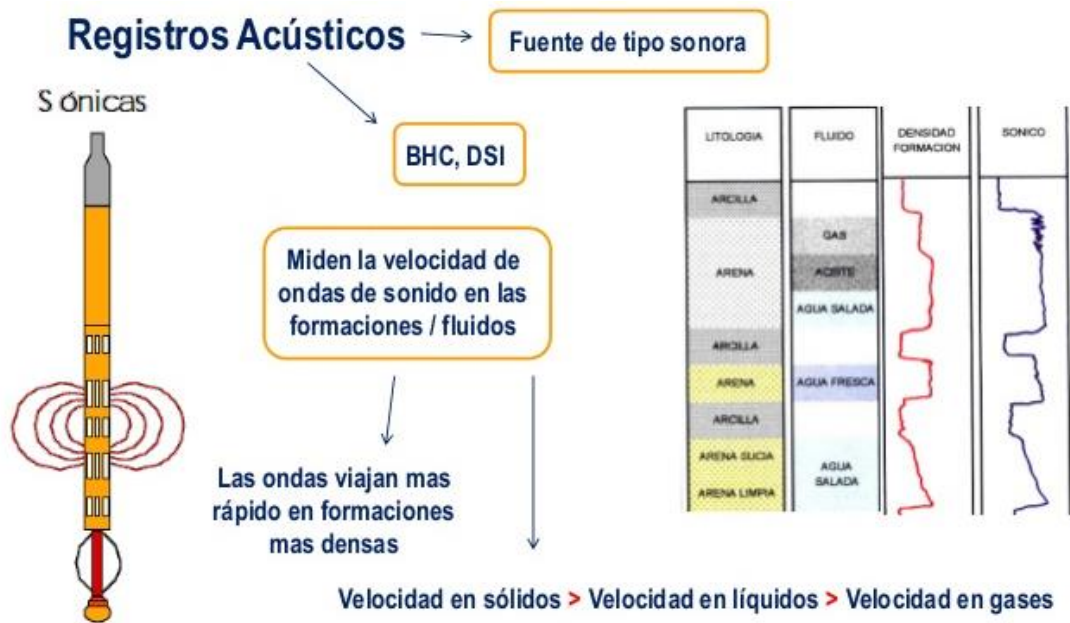 Registros Acústicos
Fuente de tipo sonora
Sónicas
BHC, DSI
Miden la velocidad de
ondas de sonido en las
formaciones / fluidos
Las ondas viajan mas
rápido en formaciones
mas densas
Velocidad en sólidos > Velocidad en líquidos > Velocidad en gases
LITOLOGIA
FLUIDO
DENSIDAD
FORMACION
SONICO
ARCILLA
GAS
ARENA
ACEITE
AGUA SALADA
ARCILLA
ARENA
AGUA FRESCA
ARCILLA
ARENA SUCIA
AGUA
SALADA
ARENA LIMPIA